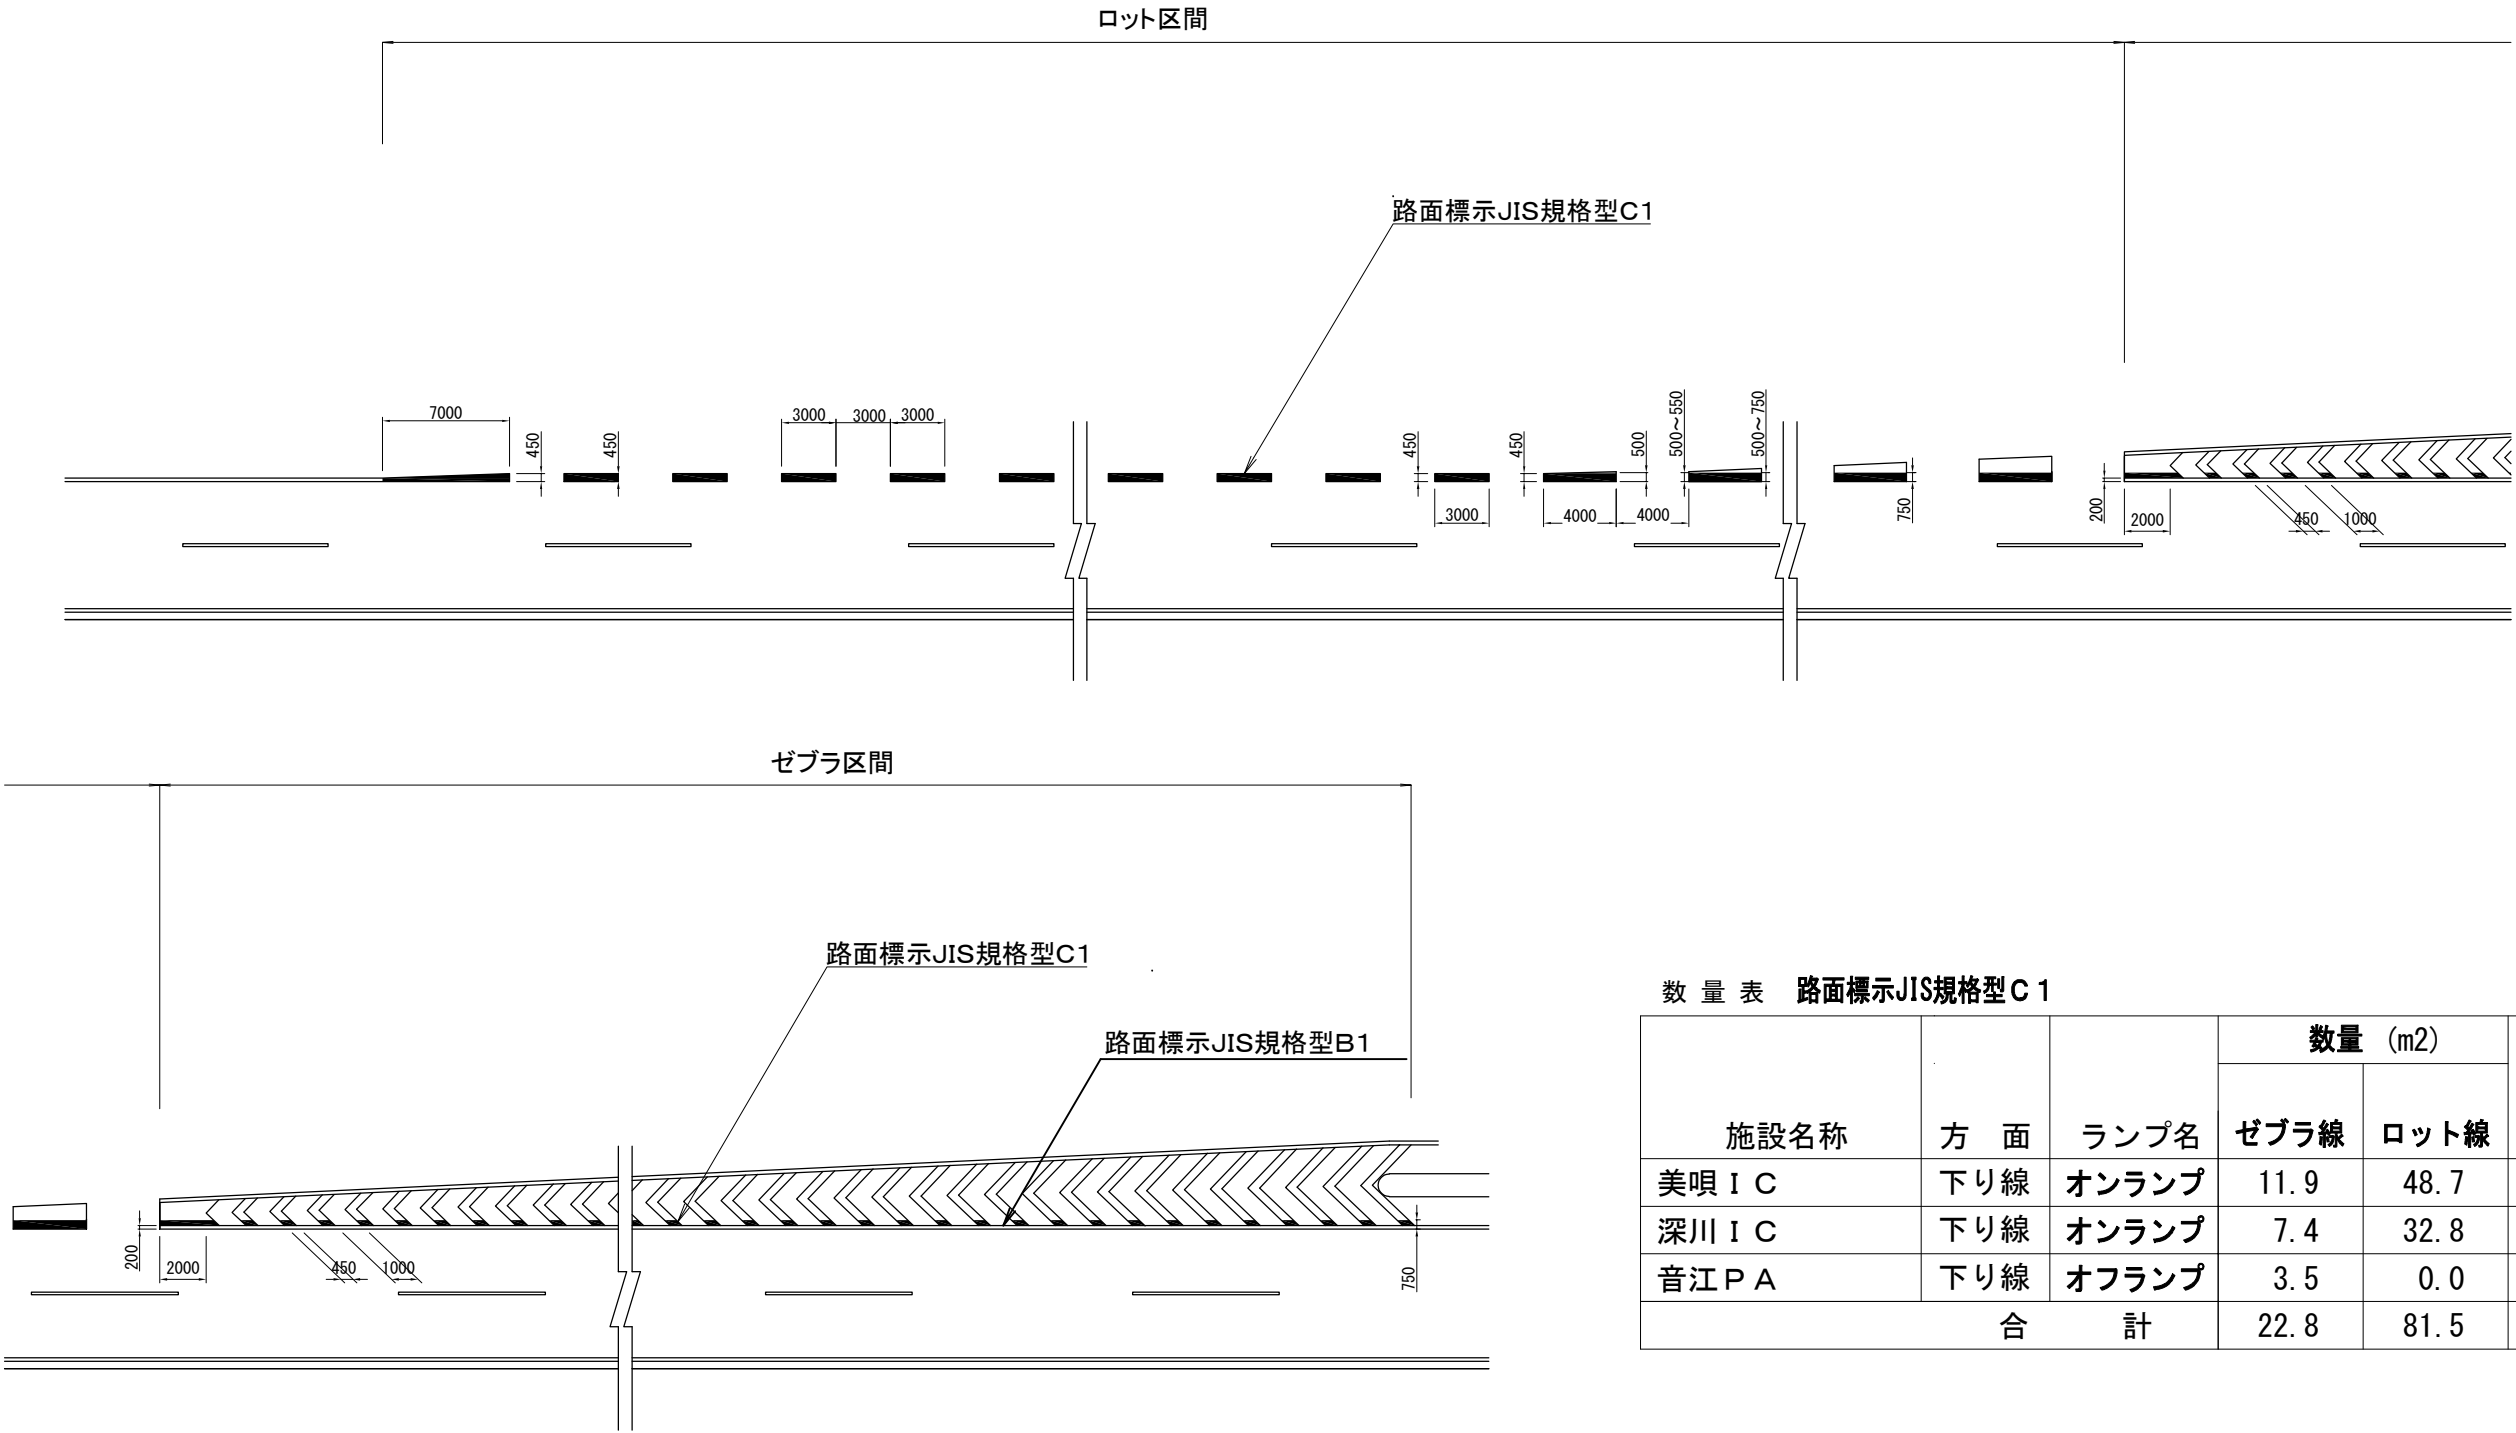 ロット区間
路面標示JIS規格型C1
7000
450
450
3000
3000
3000
450
3000
450
4000
500
4000
500~550
500~750
750
200
2000
450
1000
ゼブラ区間
路面標示JIS規格型C1
路面標示JIS規格型B1
200
2000
450
1000
750
数 量 表 路面標示JIS規格型C1
数量 (m2)
施設名称 方 面 ランプ名 ゼブラ線 ロット線
美唄IC 下り線 オンランプ 11.9 48.7
深川IC 下り線 オンランプ 7.4 32.8
音江PA 下り線 オフランプ 3.5 0.0
合 計 22.8 81.5